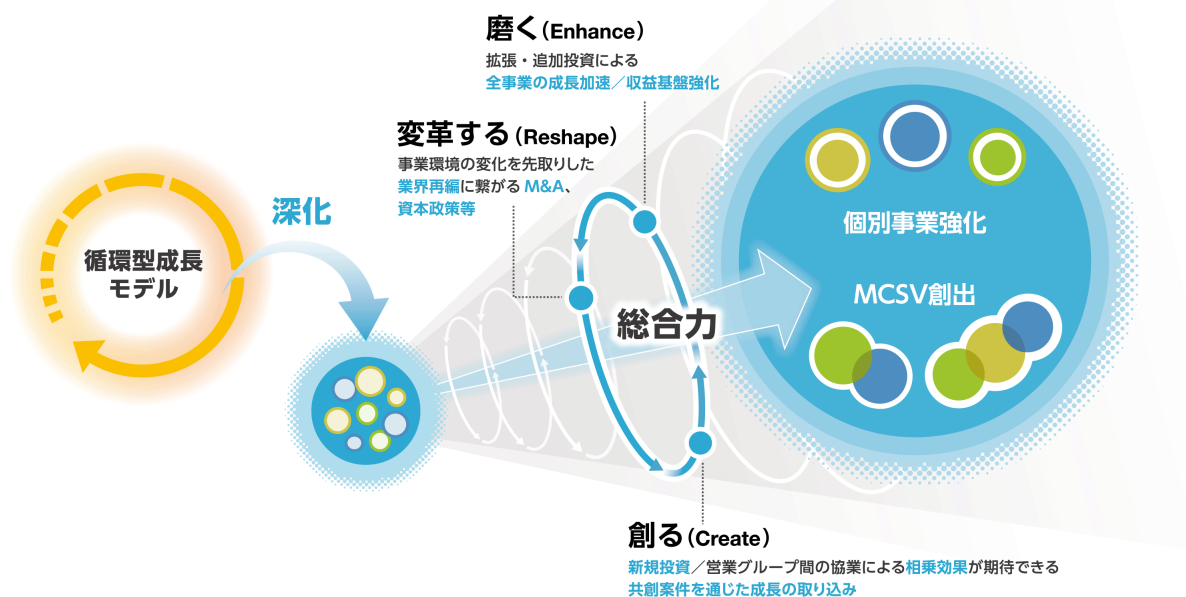 磨く(Enhance)
拡張・追加投資による
全事業の成長加速／収益基盤強化
変革する(Reshape)
事業環境の変化を先取りした
業界再編に繋がる M&A、
資本政策等
深化
循環型成長
モデル
総合力
個別事業強化
MCSV創出
創る(Create)
新規投資／営業グループ間の協業による相乗効果が期待できる
共創案件を通じた成長の取り込み